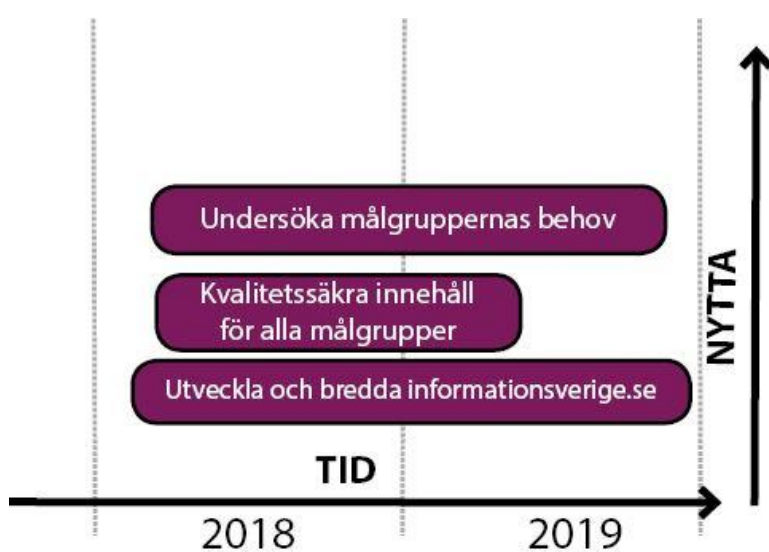 Undersöka målgruppernas behov
Kvalitetssäkra innehåll
för alla målgrupper
Utveckla och bredda informationsverige.se
NYTTA
TID
2018
2019